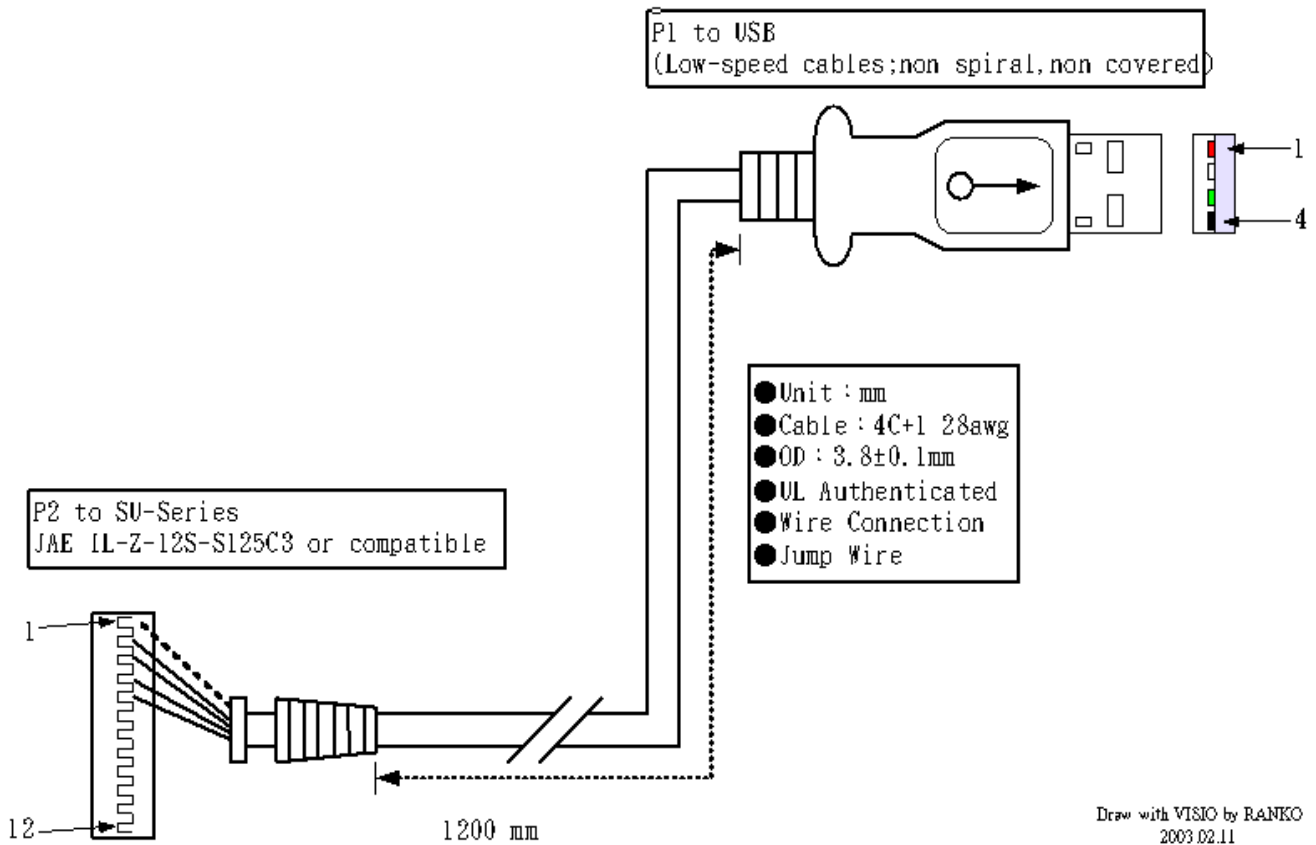 P1 to USB
(Low-speed cables;non spiral,non covered)
1
4
●Unit：mm
●Cable：4C+1 28awg
●OD：3.8±0.1mm
●UL Authenticated
●Wire Connection
●Jump Wire
P2 to SU-Series
JAE IL-Z-12S-S125C3 or compatible
1
12
1200 mm
Draw with VISIO by RANKO
2003.02.11